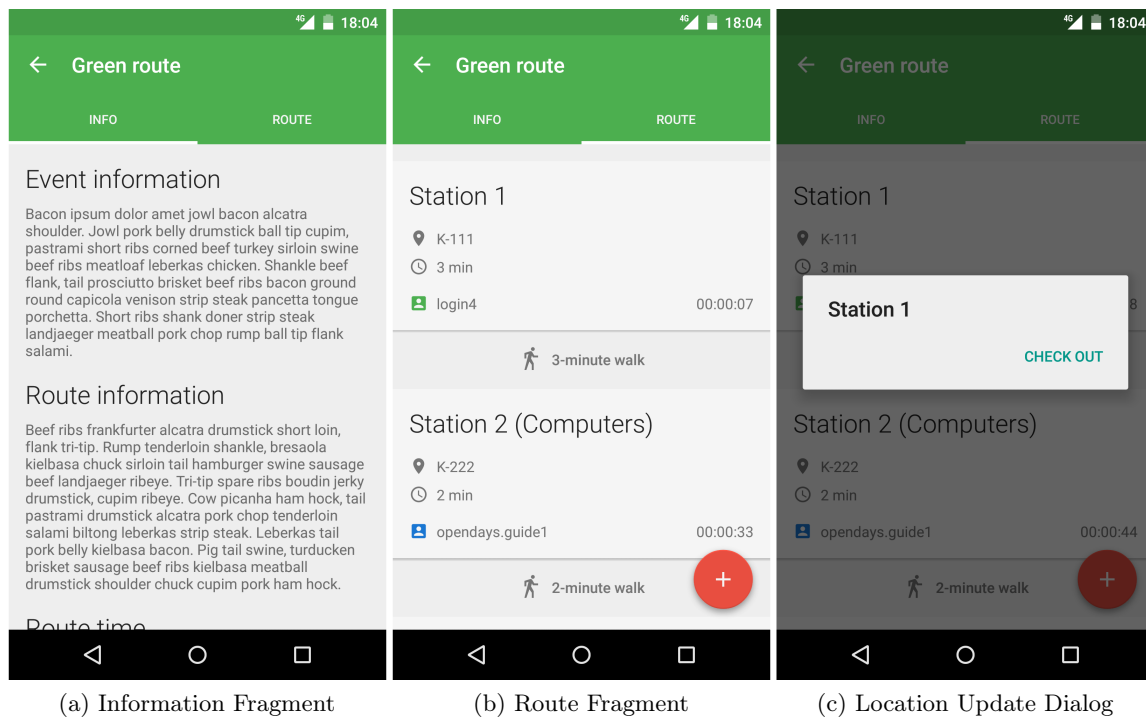 4G 18:04
Green route
INFO ROUTE
Event information
Bacon ipsum dolor amet jowl bacon alcatra
shoulder. Jowl pork belly drumstick ball tip cupim,
pastrami short ribs corned beef turkey sirloin swine
beef ribs meatloaf leberkas chicken. Shankle beef
flank, tail prosciutto brisket beef ribs bacon ground
round capicola venison strip steak pancetta tongue
porchetta. Short ribs shank doner strip steak
landjaeger meatball pork chop rump ball tip flank
salami.
Route information
Beef ribs frankfurter alcatra drumstick short loin,
flank tri-tip. Rump tenderloin shankle, bresaola
kielbasa chuck sirloin tail hamburger swine sausage
beef landjaeger ribeye. Tri-tip spare ribs boudin jerky
drumstick, cupim ribeye. Cow picanha ham hock, tail
pastrami drumstick alcatra pork chop tenderloin
salami biltong leberkas strip steak. Leberkas tail
pork belly kielbasa bacon. Pig tail swine, turducken
brisket sausage beef ribs kielbasa meatball
drumstick shoulder chuck cupim pork ham hock.
Route time
(a) Information Fragment
4G 18:04
Green route
INFO ROUTE
Station 1
K-111
3 min
login4 00:00:07
3-minute walk
Station 2 (Computers)
K-222
2 min
opendays.guide1 00:00:33
2-minute walk
+
(b) Route Fragment
4G 18:04
Green route
INFO ROUTE
Station 1
K-111
3 min
8
Station 1
CHECK OUT
Station 2 (Computers)
K-222
2 min
opendays.guide1 00:00:44
2-minute walk
+
(c) Location Update Dialog